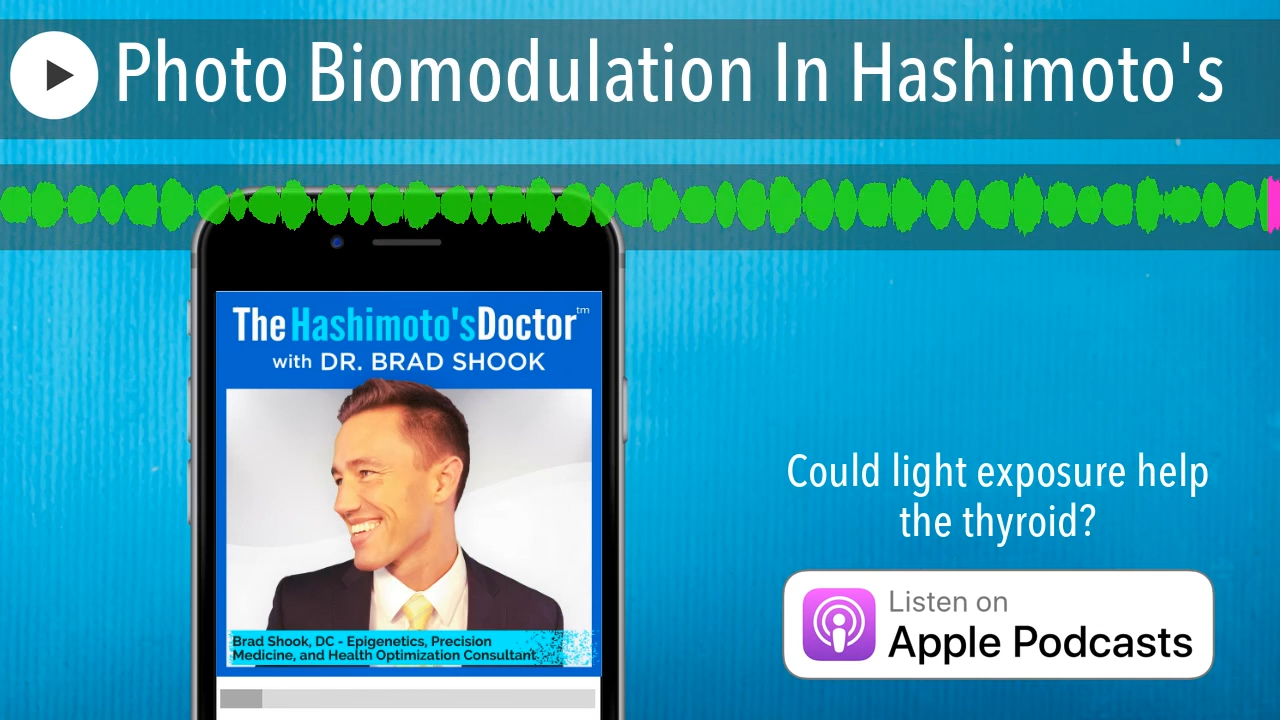 Photo Biomodulation In Hashimoto's
The Hashimoto's Doctor tm
with DR. BRAD SHOOK
Brad Shook, DC - Epigenetics, Precision
Medicine, and Health Optimization Consultant
Could light exposure help
the thyroid?
Listen on
Apple Podcasts